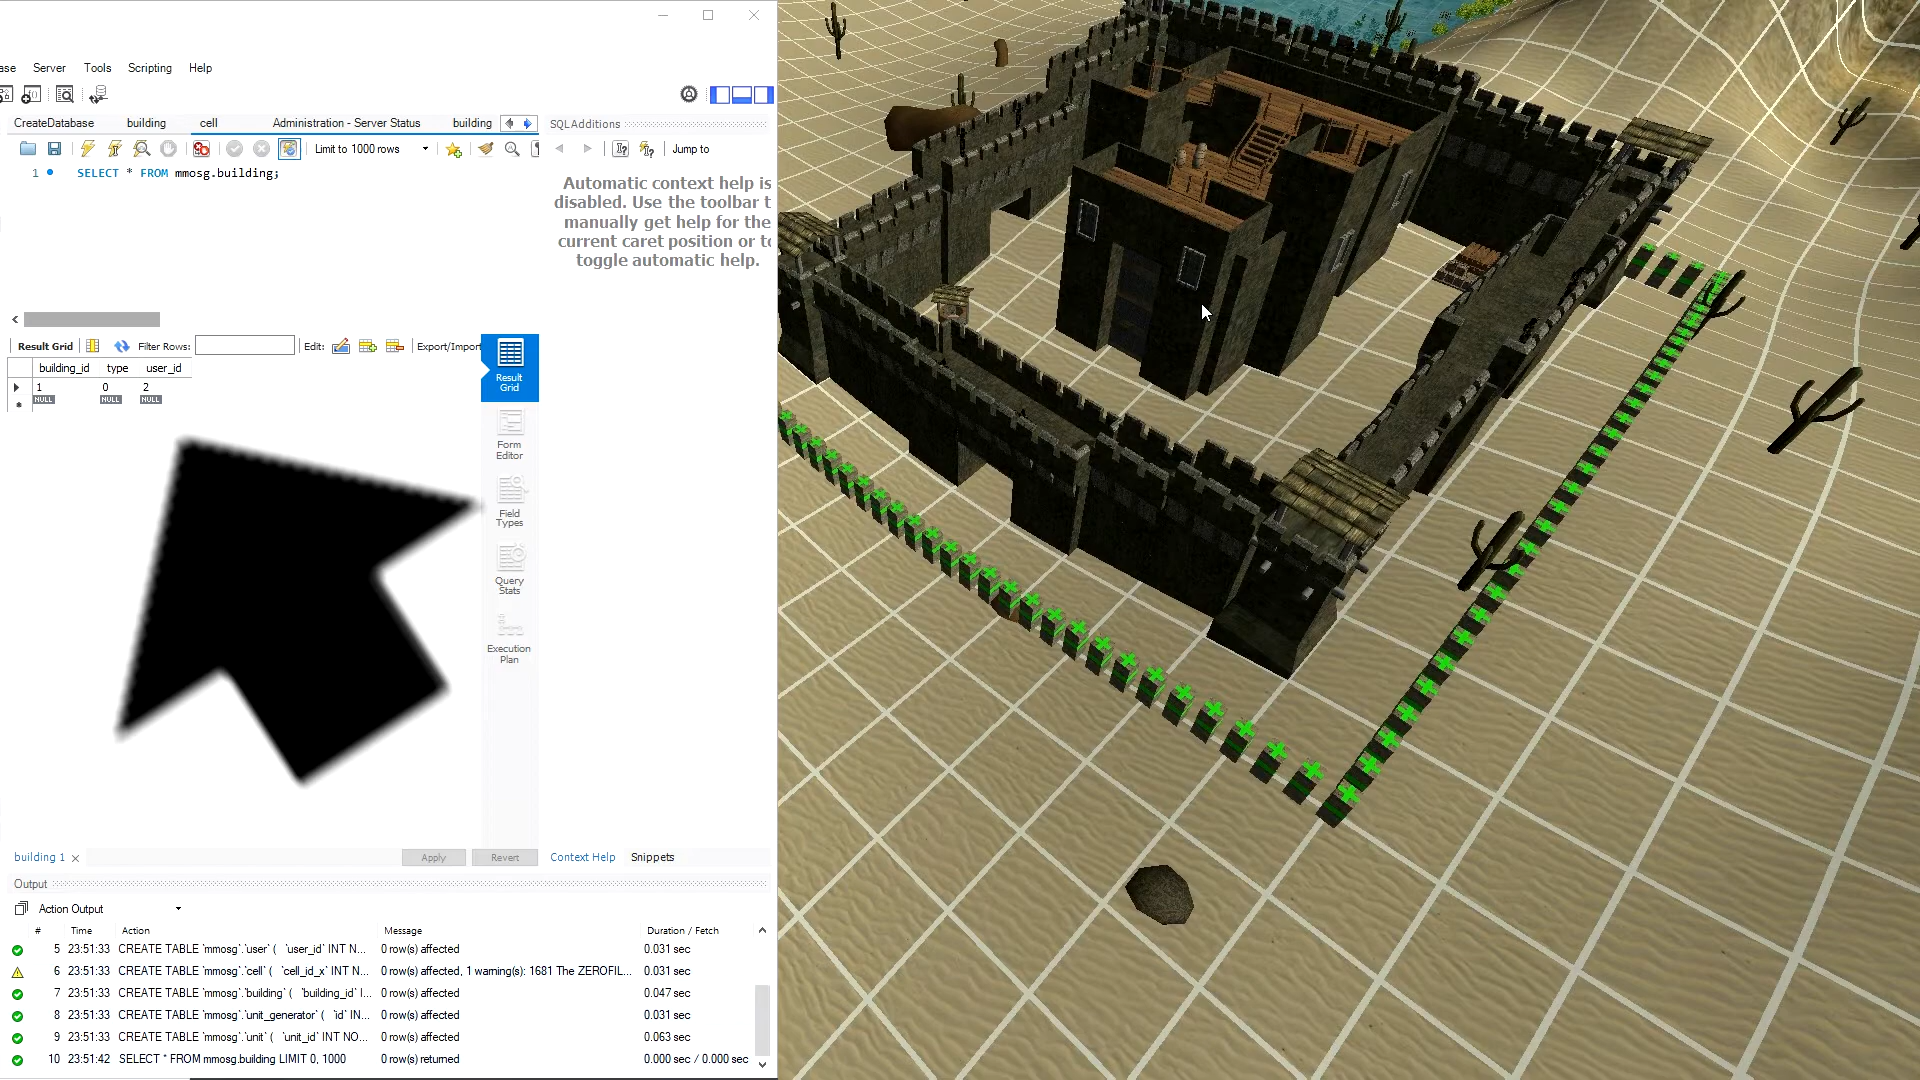 ase Server Tools Scripting Help
CreateDatabase building cell Administration - Server Status building SQLAdditions
Limit to 1000 rows Jump to
1 SELECT * FROM mmosg.building;
Automatic context help is
disabled. Use the toolbar t
manually get help for the
current caret position or to
toggle automatic help.
Result Grid Filter Rows: Edit: Export/Import
building_id type user_id
1 0 2
NULL NULL NULL
Result
Grid
Form
Editor
Field
Types
Query
Stats
Execution
Plan
building 1 Apply Revert Context Help Snippets
Output
Action Output
# Time Action Message Duration / Fetch
5 23:51:33 CREATE TABLE `mmosg`.`user` ( `user_id` INT N... 0 row(s) affected 0.031 sec
6 23:51:33 CREATE TABLE `mmosg`.`cell` ( `cell_id_x` INT N... 0 row(s) affected, 1 warning(s): 1681 The ZEROFIL... 0.031 sec
7 23:51:33 CREATE TABLE `mmosg`.`building` ( `building_id` I... 0 row(s) affected 0.047 sec
8 23:51:33 CREATE TABLE `mmosg`.`unit_generator` ( `id` IN... 0 row(s) affected 0.031 sec
9 23:51:33 CREATE TABLE `mmosg`.`unit` ( `unit_id` INT NO... 0 row(s) affected 0.063 sec
10 23:51:42 SELECT * FROM mmosg.building LIMIT 0, 1000 0 row(s) returned 0.000 sec / 0.000 sec